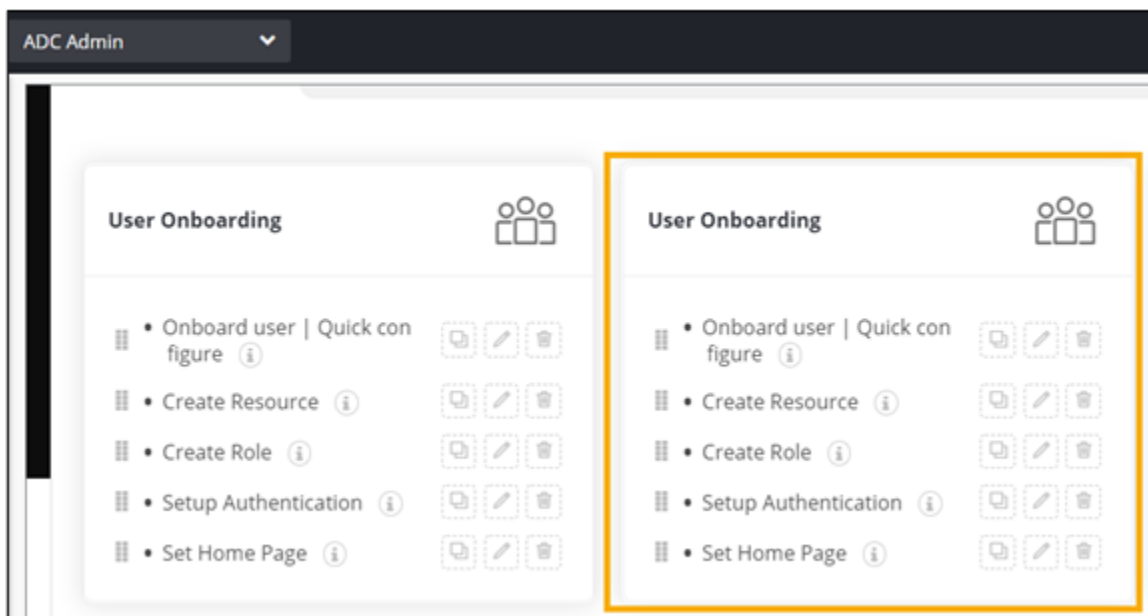 ADC Admin
User Onboarding
• Onboard user | Quick con
figure
• Create Resource
• Create Role
• Setup Authentication
• Set Home Page
User Onboarding
• Onboard user | Quick con
figure
• Create Resource
• Create Role
• Setup Authentication
• Set Home Page